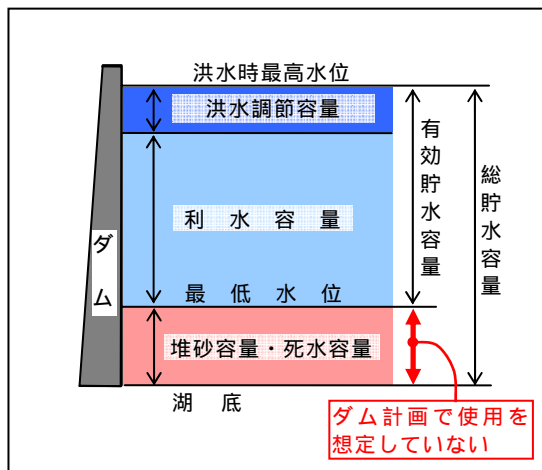 洪水時最高水位
洪水調節容量
利水容量
最低水位
堆砂容量・死水容量
湖底
ダム
有効貯水容量
総貯水容量
ダム計画で使用を
想定していない